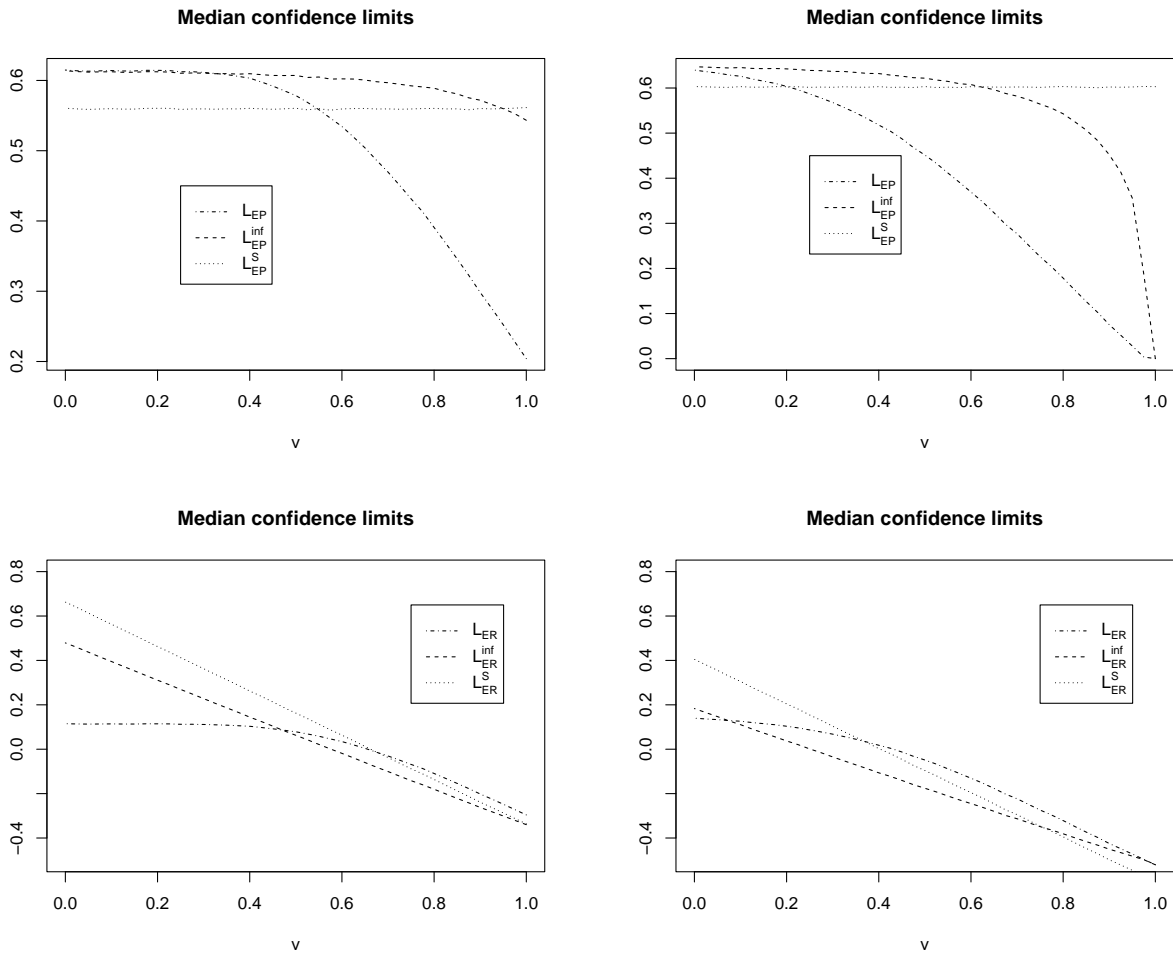 Median confidence limits
0.2 0.3 0.4 0.5 0.6
L_EP
L_EP^inf
L_EP^S
0.0 0.2 0.4 0.6 0.8 1.0
v
Median confidence limits
0.0 0.1 0.2 0.3 0.4 0.5 0.6
L_EP
L_EP^inf
L_EP^S
0.0 0.2 0.4 0.6 0.8 1.0
v
Median confidence limits
−0.4 0.0 0.2 0.4 0.6 0.8
L_ER
L_ER^inf
L_ER^S
0.0 0.2 0.4 0.6 0.8 1.0
v
Median confidence limits
−0.4 0.0 0.2 0.4 0.6 0.8
L_ER
L_ER^inf
L_ER^S
0.0 0.2 0.4 0.6 0.8 1.0
v